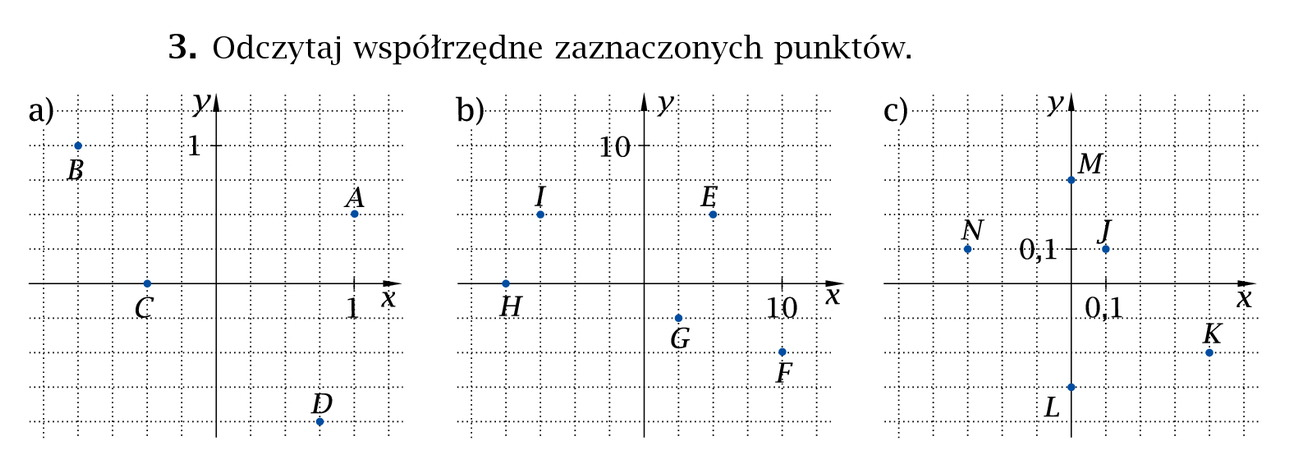 3. Odczytaj współrzędne zaznaczonych punktów.
a) y 1 B A C 1 x D
b) y 10 I E H 10 x G F
c) y M N 0,1 J 0,1 x K L